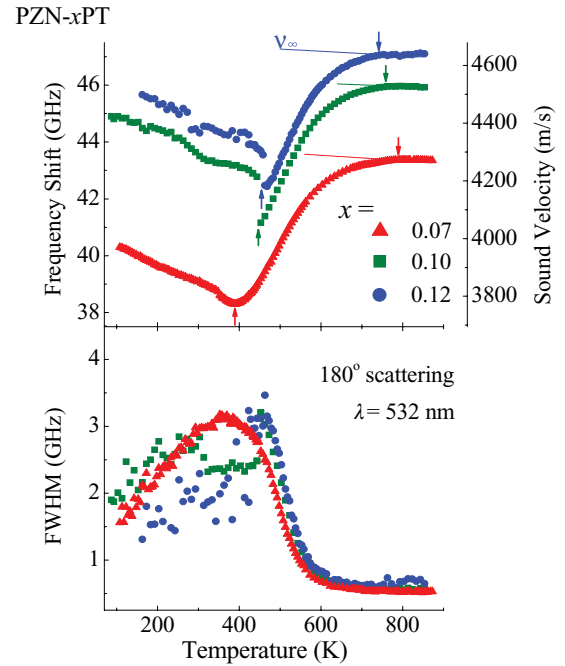 PZN-xPT
ν∞
46
44
42
40
38
Frequency Shift (GHz)
4600
4400
4200
4000
3800
Sound Velocity (m/s)
x =
0.07
0.10
0.12
4
3
2
1
FWHM (GHz)
180° scattering
λ = 532 nm
200 400 600 800
Temperature (K)